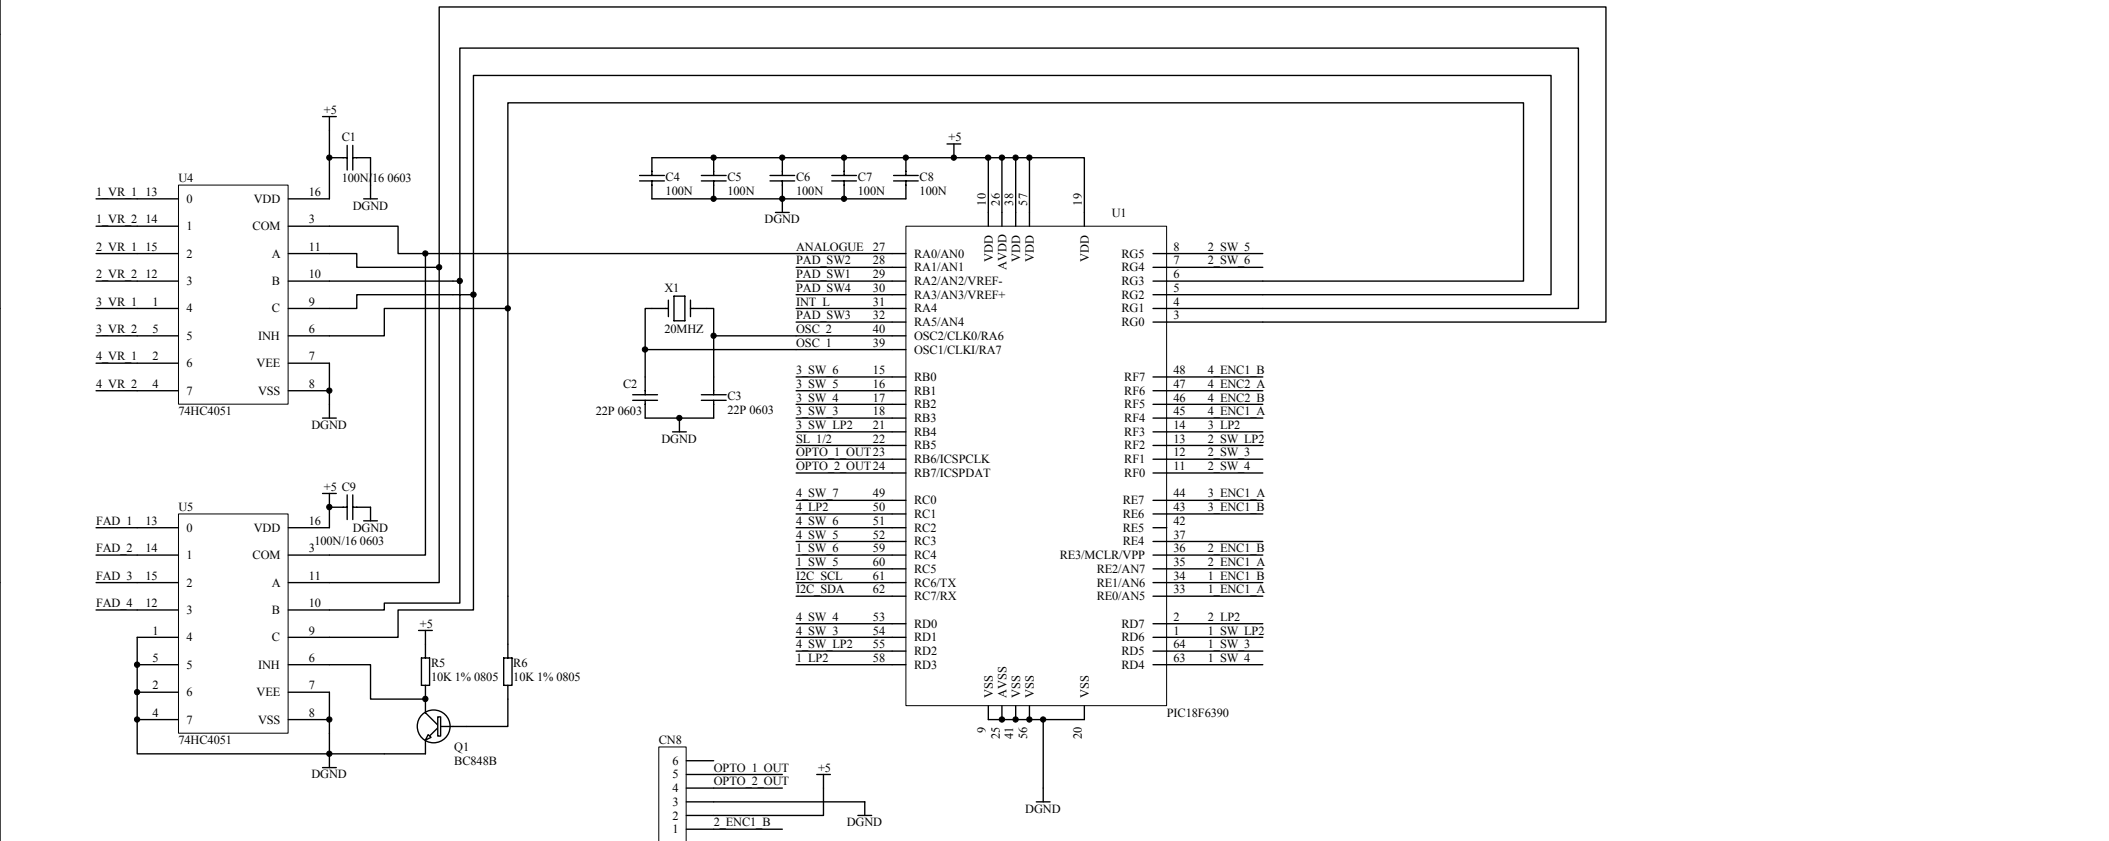 +5
C1
100N/16 0603
DGND
U4
1_VR_1 13 0 VDD 16
1_VR_2 14 1 COM 3
2_VR_1 15 2 A 11
2_VR_2 12 3 B 10
3_VR_1 1 4 C 9
3_VR_2 5 5 INH 6
4_VR_1 2 6 VEE 7
4_VR_2 4 7 VSS 8
74HC4051
DGND
+5 C9
DGND
100N/16 0603
U5
FAD_1 13 0 VDD 16
FAD_2 14 1 COM 3
FAD_3 15 2 A 11
FAD_4 12 3 B 10
1 4 C 9
5 5 INH 6
2 6 VEE 7
4 7 VSS 8
74HC4051
DGND
+5
R5
10K 1% 0805
R6
10K 1% 0805
Q1
BC848B
+5
C4
100N
C5
100N
C6
100N
C7
100N
C8
100N
DGND
X1
20MHZ
C2
22P 0603
C3
22P 0603
DGND
U1
10 26 38 57 19
VDD AVDD VDD VDD VDD
ANALOGUE 27 RA0/AN0
PAD_SW2 28 RA1/AN1
PAD_SW1 29 RA2/AN2/VREF-
PAD_SW4 30 RA3/AN3/VREF+
INT_L 31 RA4
PAD_SW3 32 RA5/AN4
OSC_2 40 OSC2/CLK0/RA6
OSC_1 39 OSC1/CLKI/RA7
3_SW_6 15 RB0
3_SW_5 16 RB1
3_SW_4 17 RB2
3_SW_3 18 RB3
3_SW_LP2 21 RB4
SL_1/2 22 RB5
OPTO_1_OUT 23 RB6/ICSPCLK
OPTO_2_OUT 24 RB7/ICSPDAT
4_SW_7 49 RC0
4_LP2 50 RC1
4_SW_6 51 RC2
4_SW_5 52 RC3
1_SW_6 59 RC4
1_SW_5 60 RC5
I2C_SCL 61 RC6/TX
I2C_SDA 62 RC7/RX
4_SW_4 53 RD0
4_SW_3 54 RD1
4_SW_LP2 55 RD2
1_LP2 58 RD3
RG5 8 2_SW_5
RG4 7 2_SW_6
RG3 6
RG2 5
RG1 4
RG0 3
RF7 48 4_ENC1_B
RF6 47 4_ENC2_A
RF5 46 4_ENC2_B
RF4 45 4_ENC1_A
RF3 14 3_LP2
RF2 13 2_SW_LP2
RF1 12 2_SW_3
RF0 11 2_SW_4
RE7 44 3_ENC1_A
RE6 43 3_ENC1_B
RE5 42
RE4 37
RE3/MCLR/VPP 36 2_ENC1_B
RE2/AN7 35 2_ENC1_A
RE1/AN6 34 1_ENC1_B
RE0/AN5 33 1_ENC1_A
RD7 2 2_LP2
RD6 1 1_SW_LP2
RD5 64 1_SW_3
RD4 63 1_SW_4
VSS AVSS VSS VSS VSS
9 25 41 56 20
PIC18F6390
DGND
CN8
6
5 OPTO_1_OUT
4 OPTO_2_OUT
3
2
1 2_ENC1_B
+5
DGND